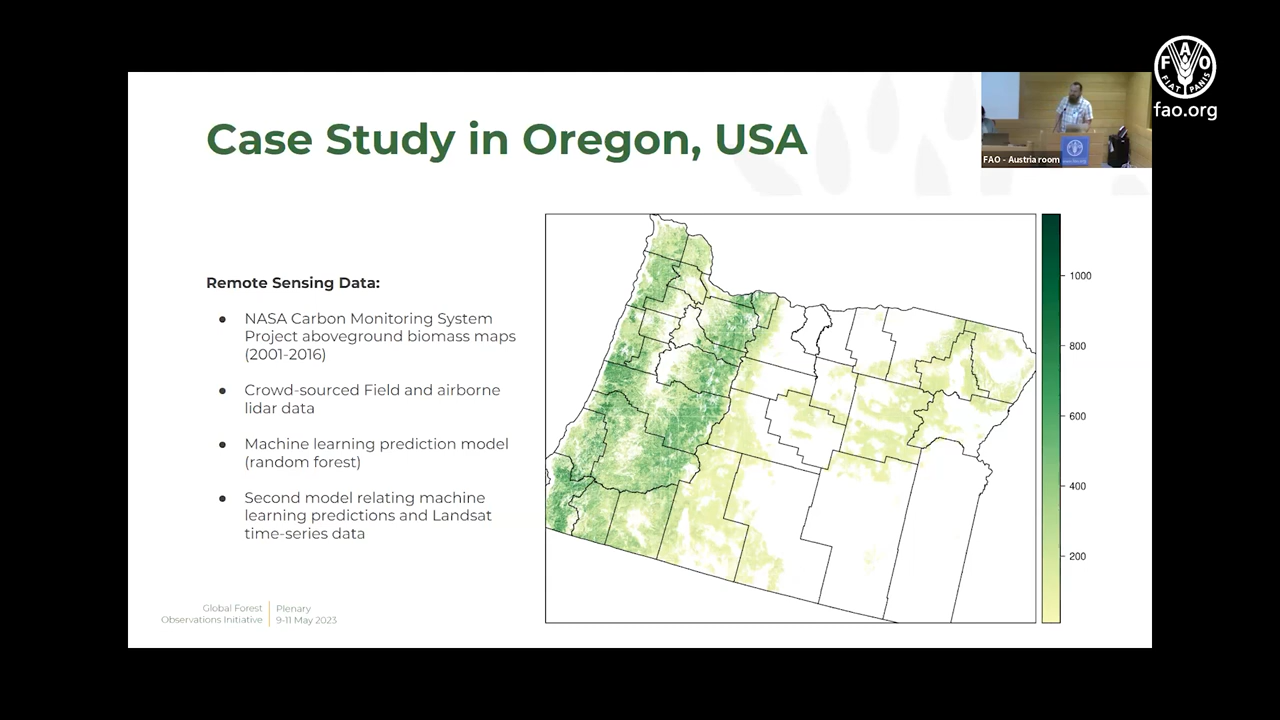 F A O
FIAT PANIS
fao.org
Case Study in Oregon, USA
FAO - Austria room
Remote Sensing Data:
● NASA Carbon Monitoring System
Project aboveground biomass maps
(2001-2016)
● Crowd-sourced Field and airborne
lidar data
● Machine learning prediction model
(random forest)
● Second model relating machine
learning predictions and Landsat
time-series data
1000
800
600
400
200
Global Forest
Observations Initiative
Plenary
9-11 May 2023